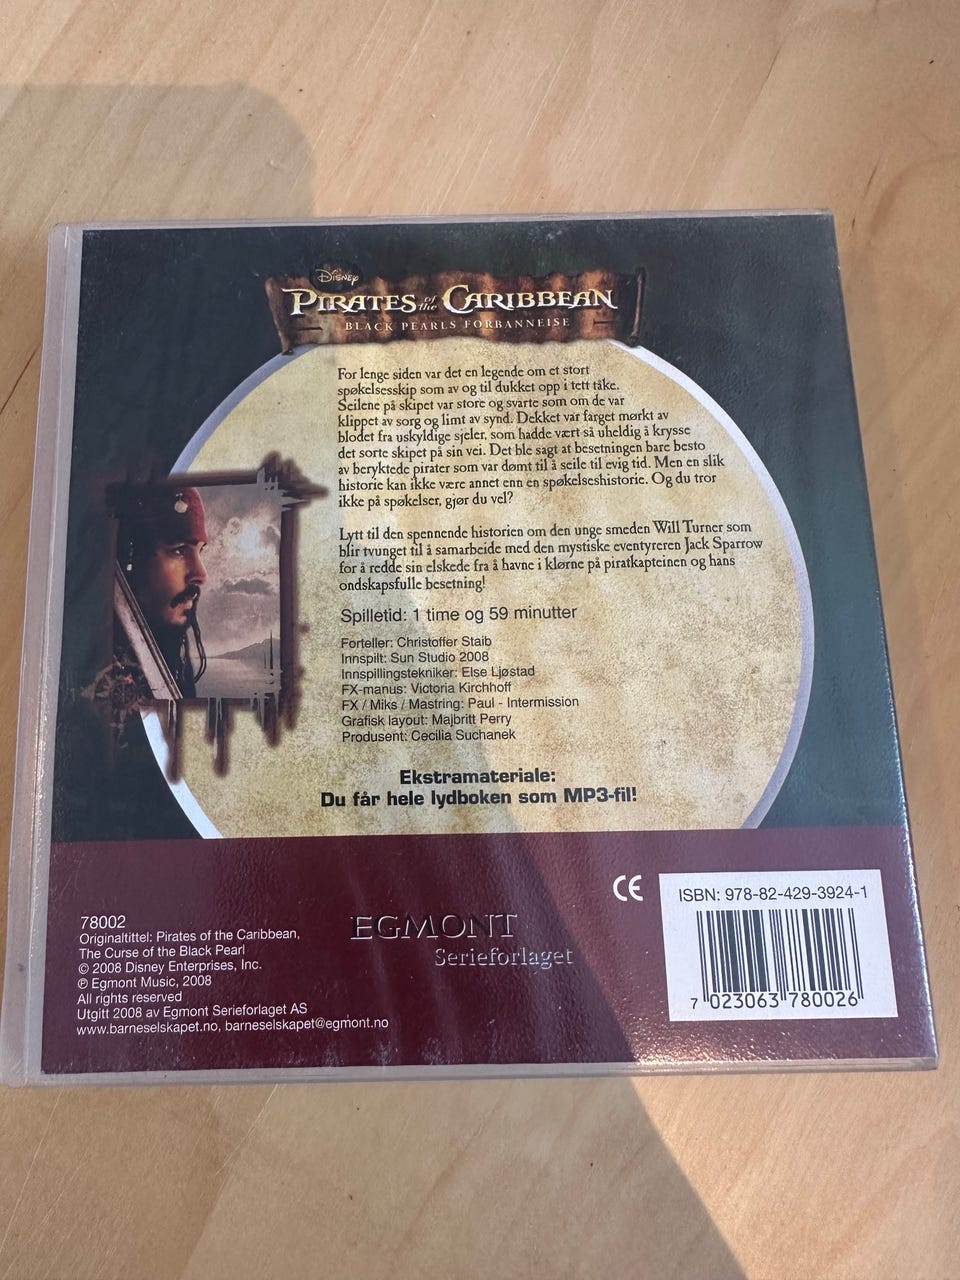 Disney
PIRATES of the CARIBBEAN
BLACK PEARLS FORBANNELSE
For lenge siden var det en legende om et stort
spøkelsesskip som av og til dukket opp i tett tåke.
Seilene på skipet var store og svarte som om de var
klippet av sorg og limt av synd. Dekket var farget mørkt av
blodet fra uskyldige sjeler, som hadde vært så uheldig å krysse
det sorte skipet på sin vei. Det ble sagt at besetningen bare besto
av beryktede pirater som var dømt til å seile til evig tid. Men en slik
historie kan ikke være annet enn en spøkelseshistorie. Og du tror
ikke på spøkelser, gjør du vel?
Lytt til den spennende historien om den unge smeden Will Turner som
blir tvunget til å samarbeide med den mystiske eventyreren Jack Sparrow
for å redde sin elskede fra å havne i klørne på piratkapteinen og hans
ondskapsfulle besetning!
Spilletid: 1 time og 59 minutter
Forteller: Christoffer Staib
Innspilt: Sun Studio 2008
Innspillingstekniker: Else Ljøstad
FX-manus: Victoria Kirchhoff
FX / Miks / Mastring: Paul - Intermission
Grafisk layout: Majbritt Perry
Produsent: Cecilia Suchanek
Ekstramateriale:
Du får hele lydboken som MP3-fil!
CE
ISBN: 978-82-429-3924-1
7 023063 780026
EGMONT
Serieforlaget
78002
Originaltittel: Pirates of the Caribbean,
The Curse of the Black Pearl
© 2008 Disney Enterprises, Inc.
℗ Egmont Music, 2008
All rights reserved
Utgitt 2008 av Egmont Serieforlaget AS
www.barneselskapet.no, barneselskapet@egmont.no